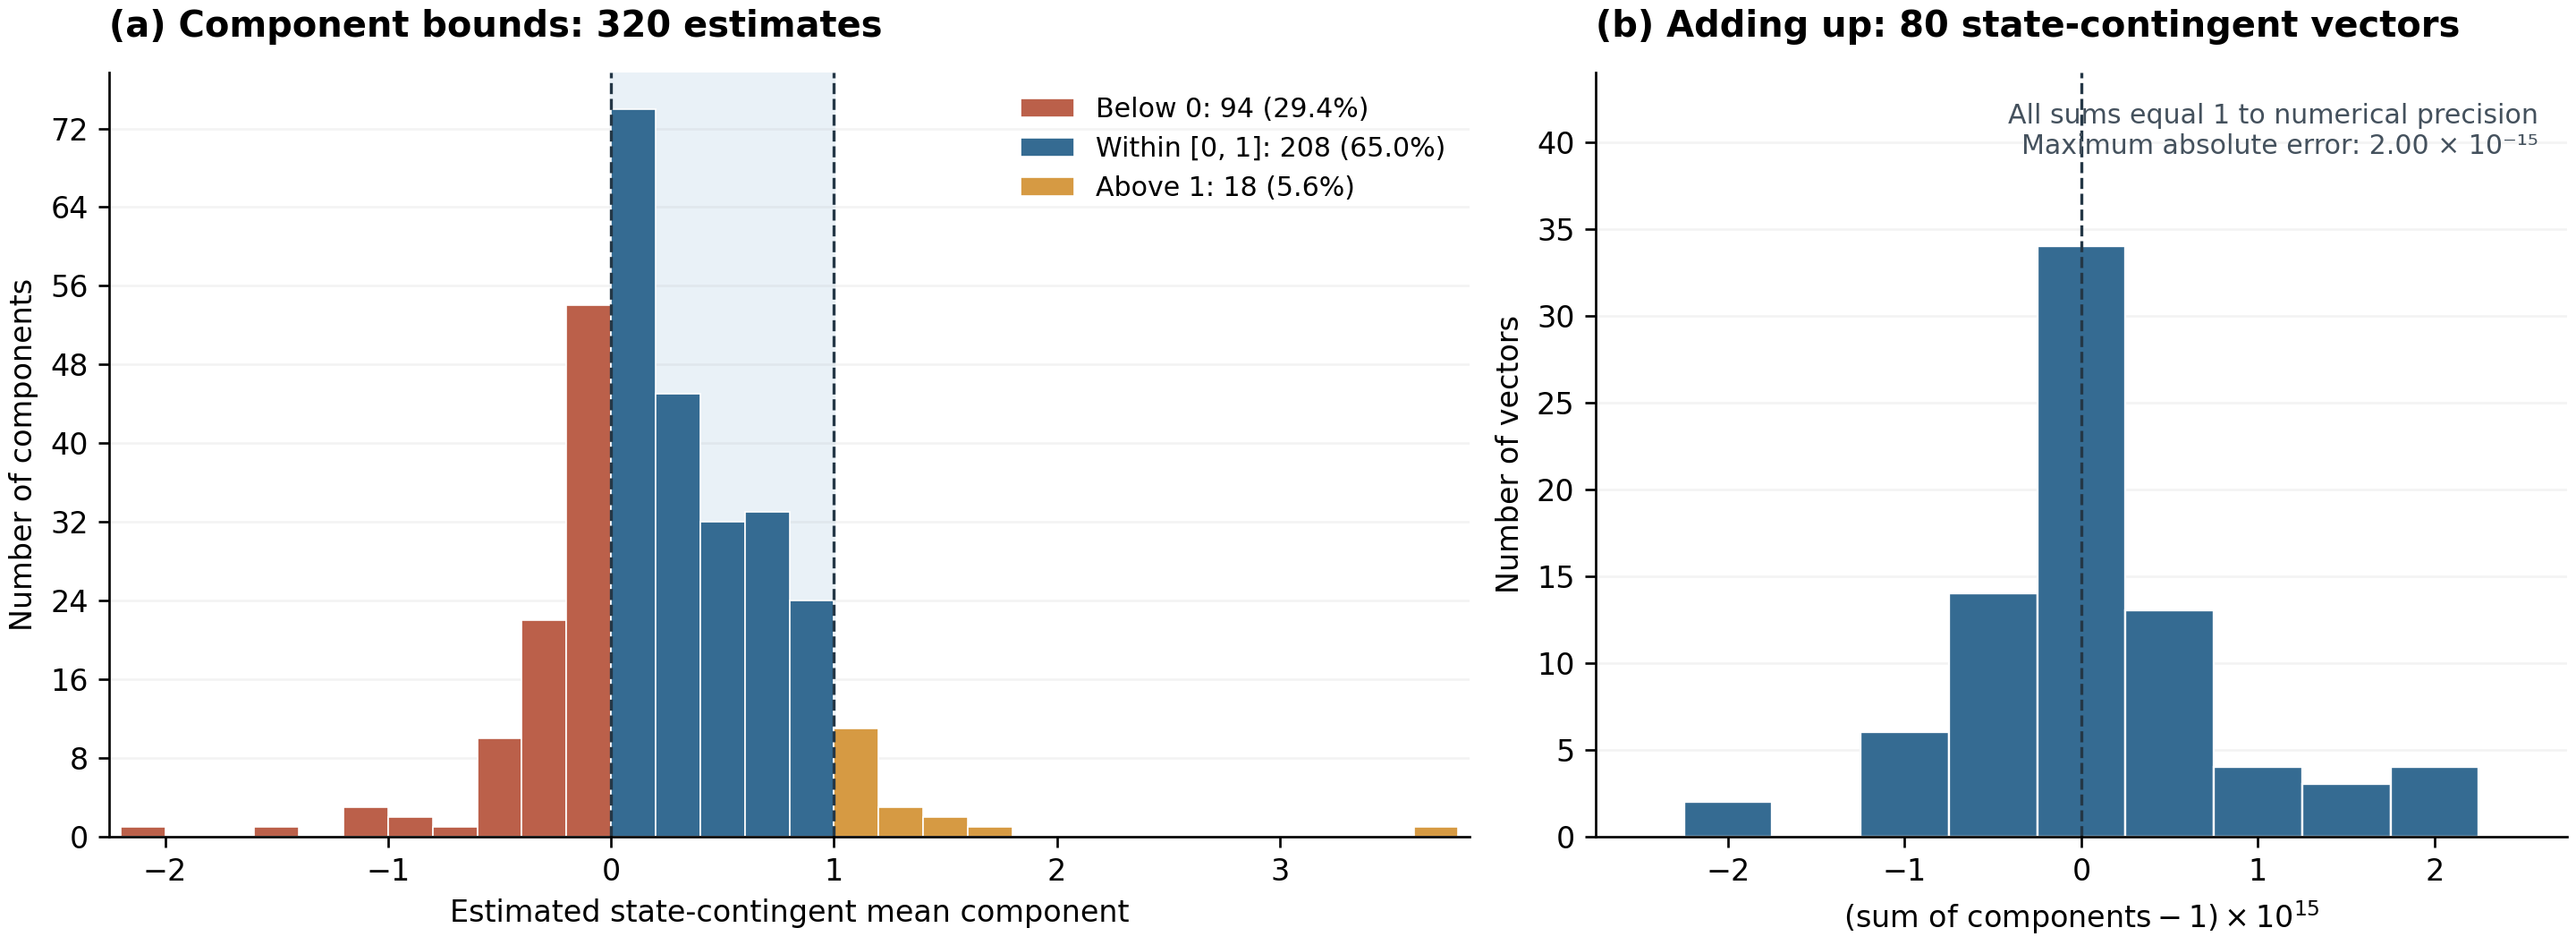 (a) Component bounds: 320 estimates
Number of components
72
64
56
48
40
32
24
16
8
0
Below 0: 94 (29.4%)
Within [0, 1]: 208 (65.0%)
Above 1: 18 (5.6%)
−2
−1
0
1
2
3
Estimated state-contingent mean component
(b) Adding up: 80 state-contingent vectors
Number of vectors
40
35
30
25
20
15
10
5
0
All sums equal 1 to numerical precision
Maximum absolute error: 2.00 × 10⁻¹⁵
−2
−1
0
1
2
(sum of components − 1) × 10¹⁵